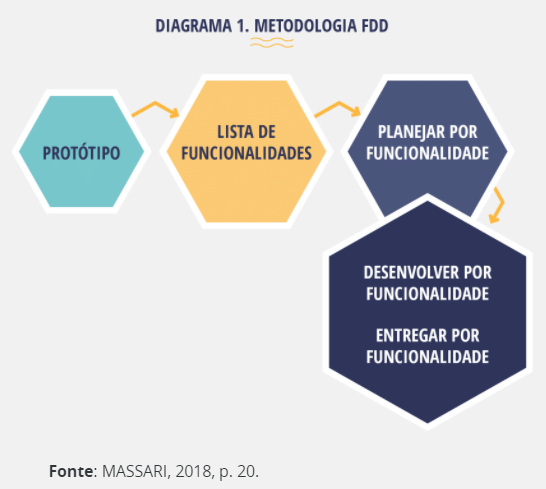 DIAGRAMA 1. METODOLOGIA FDD
PROTÓTIPO
LISTA DE
FUNCIONALIDADES
PLANEJAR POR
FUNCIONALIDADE
DESENVOLVER POR
FUNCIONALIDADE
ENTREGAR POR
FUNCIONALIDADE
Fonte: MASSARI, 2018, p. 20.